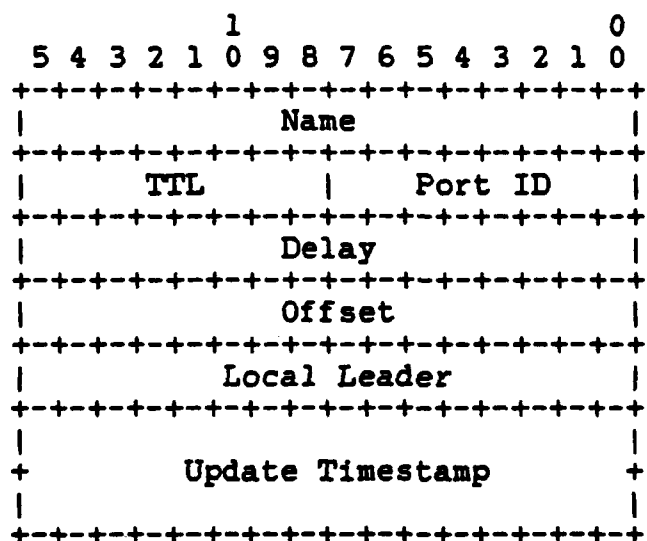 1                   0
 5 4 3 2 1 0 9 8 7 6 5 4 3 2 1 0
+-+-+-+-+-+-+-+-+-+-+-+-+-+-+-+-+
|             Name              |
+-+-+-+-+-+-+-+-+-+-+-+-+-+-+-+-+
|      TTL      |    Port ID    |
+-+-+-+-+-+-+-+-+-+-+-+-+-+-+-+-+
|             Delay             |
+-+-+-+-+-+-+-+-+-+-+-+-+-+-+-+-+
|             Offset            |
+-+-+-+-+-+-+-+-+-+-+-+-+-+-+-+-+
|          Local Leader         |
+-+-+-+-+-+-+-+-+-+-+-+-+-+-+-+-+
|                               |
+        Update Timestamp       +
|                               |
+-+-+-+-+-+-+-+-+-+-+-+-+-+-+-+-+